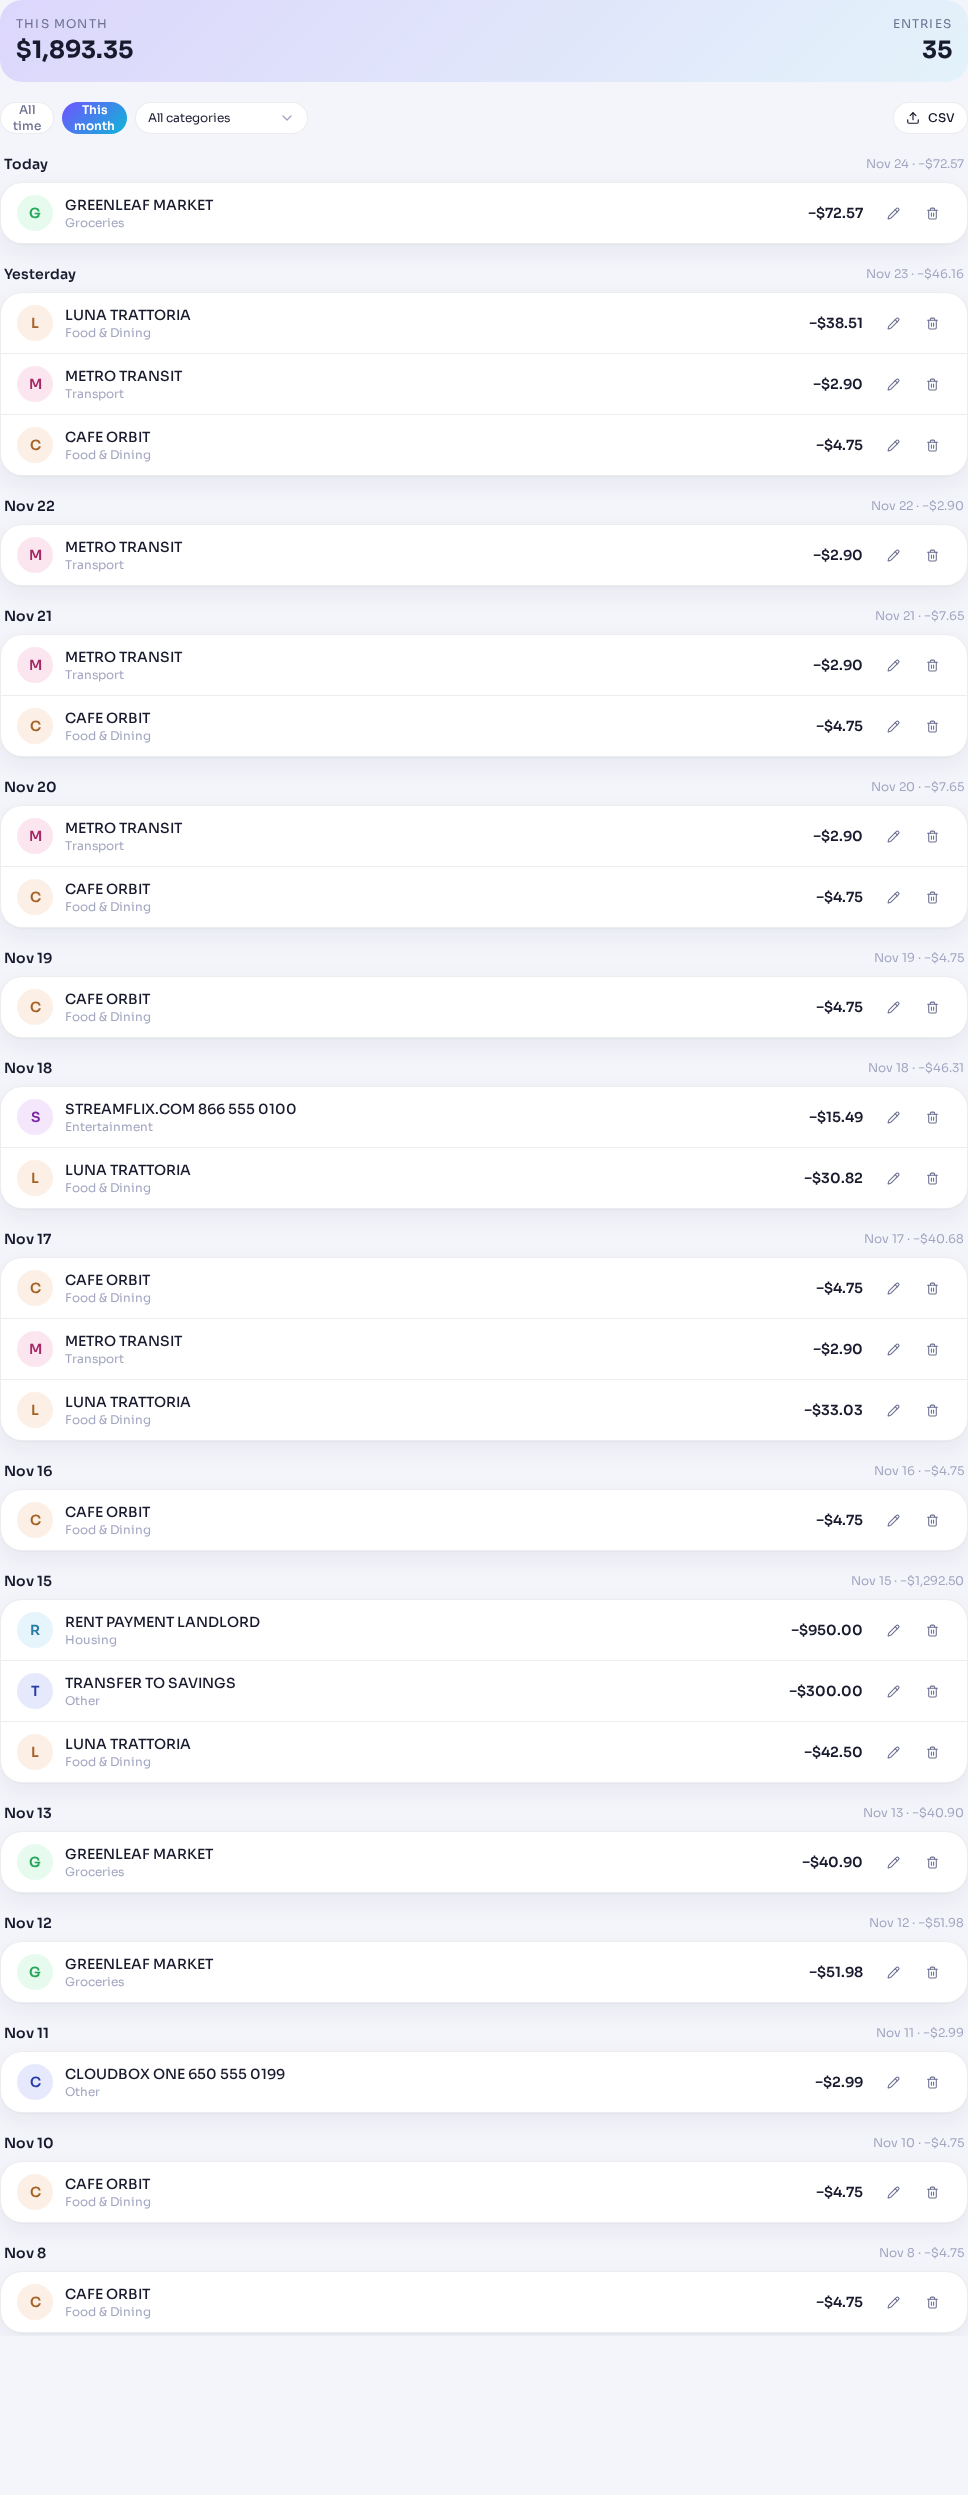 THIS MONTH
ENTRIES
$1,893.35
35
All time
This month
All categories
CSV
Today
Nov 24 · −$72.57
G
GREENLEAF MARKET
Groceries
−$72.57
Yesterday
Nov 23 · −$46.16
L
LUNA TRATTORIA
Food & Dining
−$38.51
M
METRO TRANSIT
Transport
−$2.90
C
CAFE ORBIT
Food & Dining
−$4.75
Nov 22
Nov 22 · −$2.90
M
METRO TRANSIT
Transport
−$2.90
Nov 21
Nov 21 · −$7.65
M
METRO TRANSIT
Transport
−$2.90
C
CAFE ORBIT
Food & Dining
−$4.75
Nov 20
Nov 20 · −$7.65
M
METRO TRANSIT
Transport
−$2.90
C
CAFE ORBIT
Food & Dining
−$4.75
Nov 19
Nov 19 · −$4.75
C
CAFE ORBIT
Food & Dining
−$4.75
Nov 18
Nov 18 · −$46.31
S
STREAMFLIX.COM 866 555 0100
Entertainment
−$15.49
L
LUNA TRATTORIA
Food & Dining
−$30.82
Nov 17
Nov 17 · −$40.68
C
CAFE ORBIT
Food & Dining
−$4.75
M
METRO TRANSIT
Transport
−$2.90
L
LUNA TRATTORIA
Food & Dining
−$33.03
Nov 16
Nov 16 · −$4.75
C
CAFE ORBIT
Food & Dining
−$4.75
Nov 15
Nov 15 · −$1,292.50
R
RENT PAYMENT LANDLORD
Housing
−$950.00
T
TRANSFER TO SAVINGS
Other
−$300.00
L
LUNA TRATTORIA
Food & Dining
−$42.50
Nov 13
Nov 13 · −$40.90
G
GREENLEAF MARKET
Groceries
−$40.90
Nov 12
Nov 12 · −$51.98
G
GREENLEAF MARKET
Groceries
−$51.98
Nov 11
Nov 11 · −$2.99
C
CLOUDBOX ONE 650 555 0199
Other
−$2.99
Nov 10
Nov 10 · −$4.75
C
CAFE ORBIT
Food & Dining
−$4.75
Nov 8
Nov 8 · −$4.75
C
CAFE ORBIT
Food & Dining
−$4.75